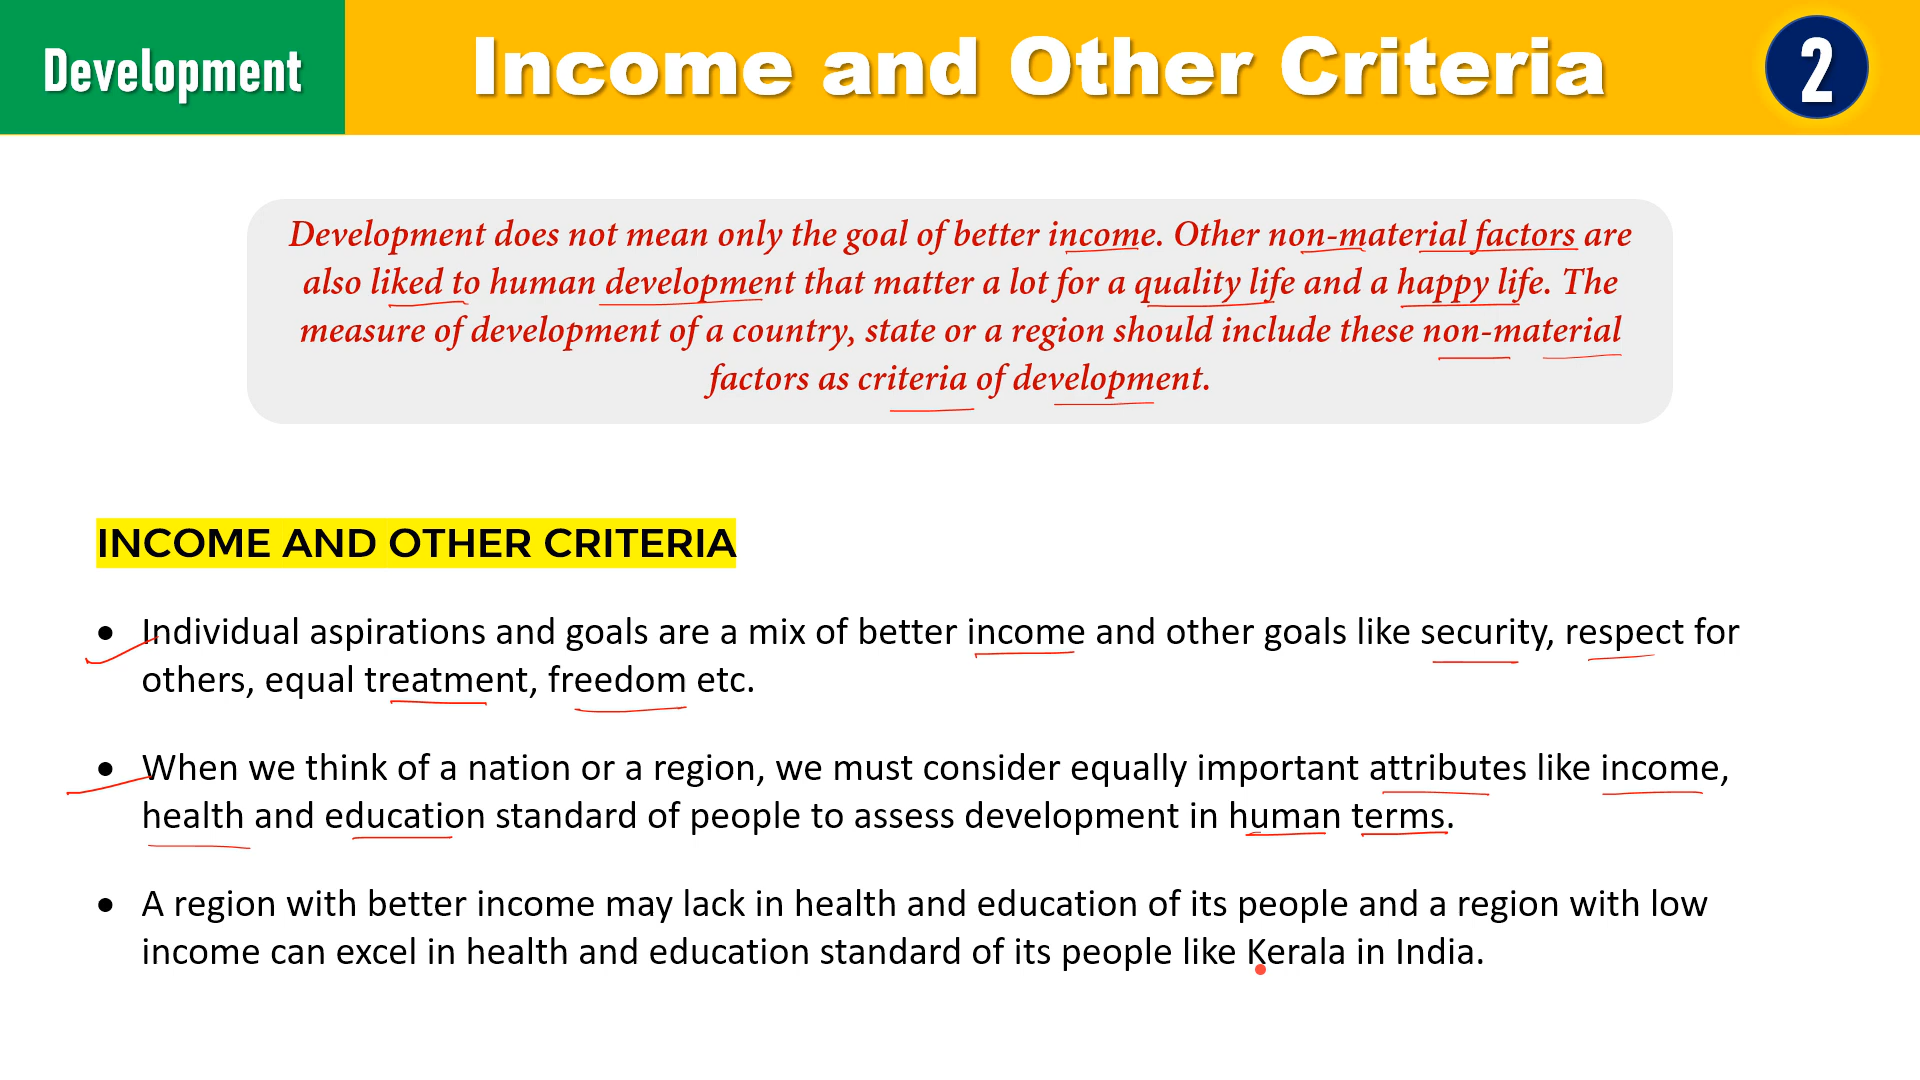 Development
Income and Other Criteria
2
Development does not mean only the goal of better income. Other non-material factors are
also liked to human development that matter a lot for a quality life and a happy life. The
measure of development of a country, state or a region should include these non-material
factors as criteria of development.
INCOME AND OTHER CRITERIA
• Individual aspirations and goals are a mix of better income and other goals like security, respect for
others, equal treatment, freedom etc.
• When we think of a nation or a region, we must consider equally important attributes like income,
health and education standard of people to assess development in human terms.
• A region with better income may lack in health and education of its people and a region with low
income can excel in health and education standard of its people like Kerala in India.